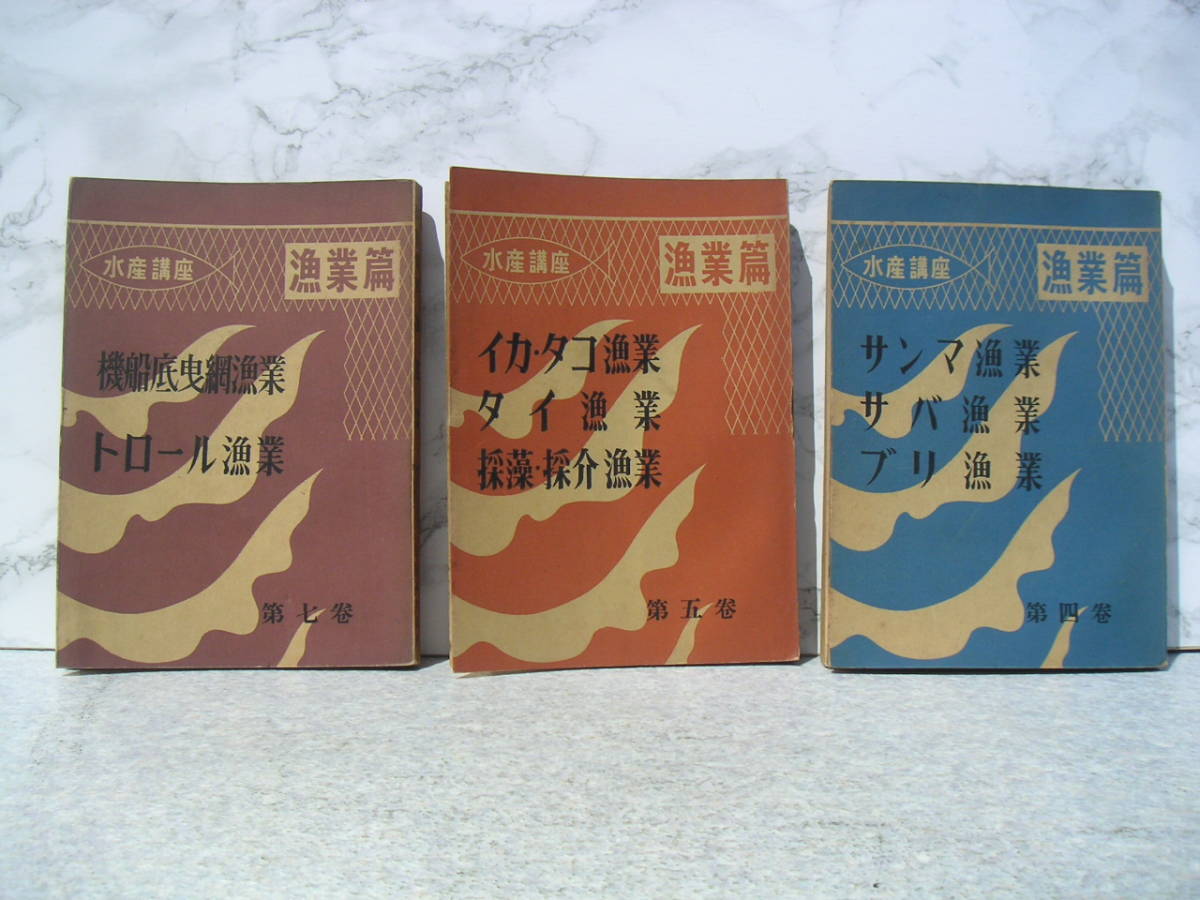 水産講座
漁業篇
機船底曳網漁業
トロール漁業
第七巻
水産講座
漁業篇
イカ・タコ漁業
タイ漁業
採藻・採介漁業
第五巻
水産講座
漁業篇
サンマ漁業
サバ漁業
ブリ漁業
第四巻